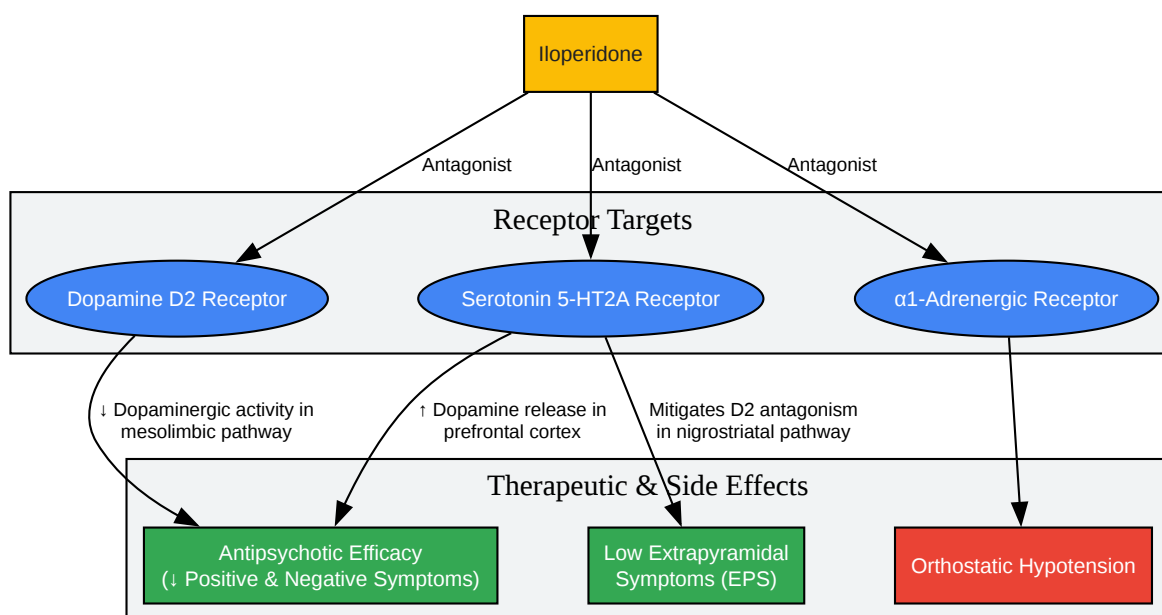 Iloperidone
Antagonist
Antagonist
Antagonist
Receptor Targets
Dopamine D2 Receptor
Serotonin 5-HT2A Receptor
α1-Adrenergic Receptor
↓ Dopaminergic activity in
mesolimbic pathway
↑ Dopamine release in
prefrontal cortex
Mitigates D2 antagonism
in nigrostriatal pathway
Therapeutic & Side Effects
Antipsychotic Efficacy
(↓ Positive & Negative Symptoms)
Low Extrapyramidal
Symptoms (EPS)
Orthostatic Hypotension